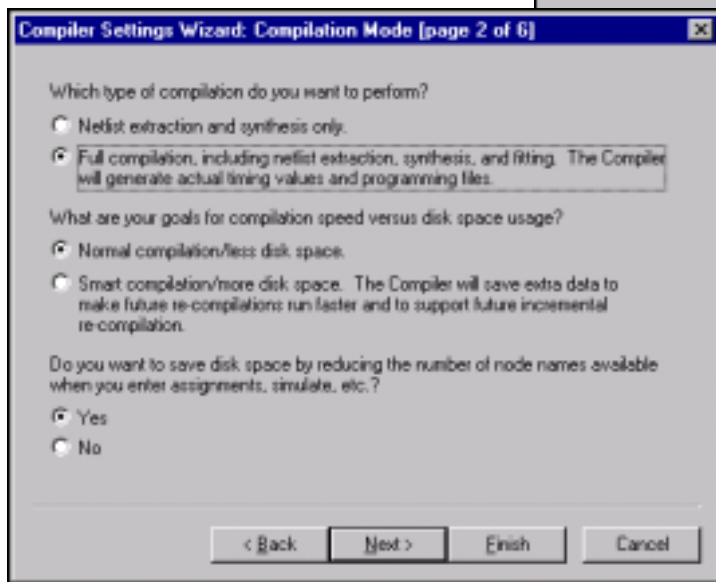 Compiler Settings Wizard: Compilation Mode [page 2 of 6]
Which type of compilation do you want to perform?
Netlist extraction and synthesis only.
Full compilation, including netlist extraction, synthesis, and fitting. The Compiler
will generate actual timing values and programming files.
What are your goals for compilation speed versus disk space usage?
Normal compilation/less disk space.
Smart compilation/more disk space. The Compiler will save extra data to
make future re-compilations run faster and to support future incremental
re-compilation.
Do you want to save disk space by reducing the number of node names available
when you enter assignments, simulate, etc.?
Yes
No
< Back Next > Finish Cancel